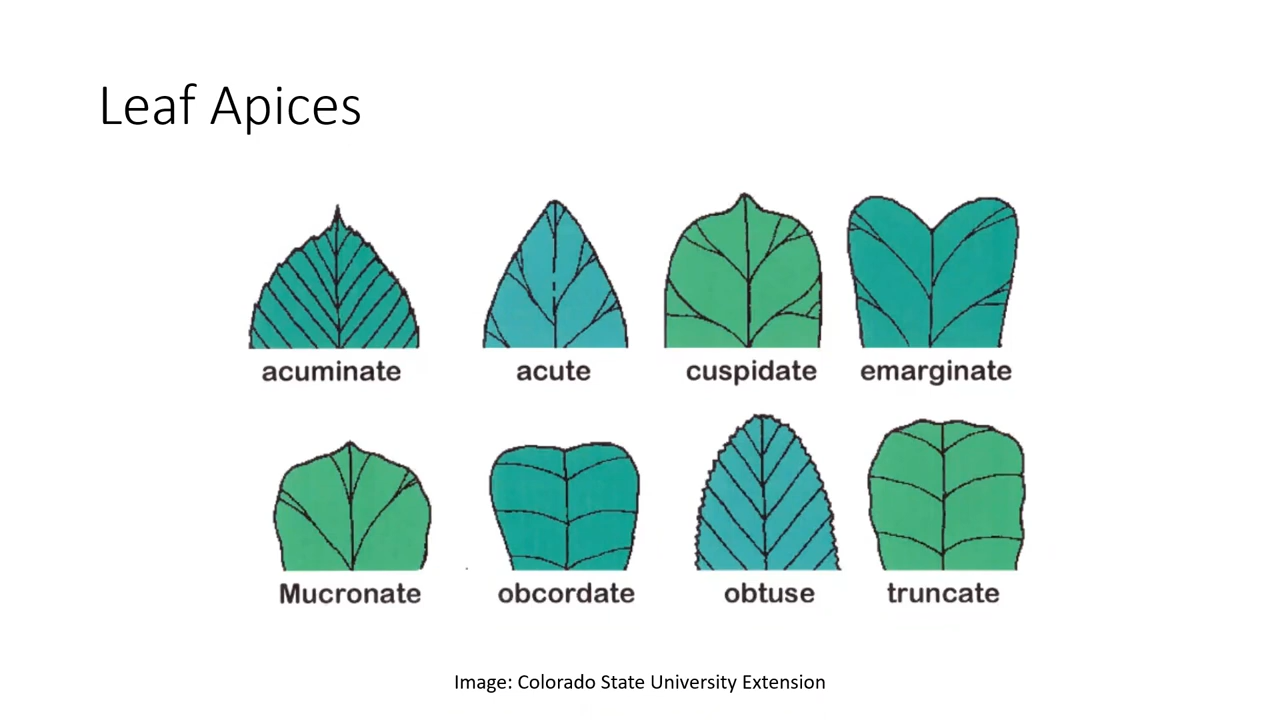 Leaf Apices
acuminate acute cuspidate emarginate
Mucronate obcordate obtuse truncate
Image: Colorado State University Extension